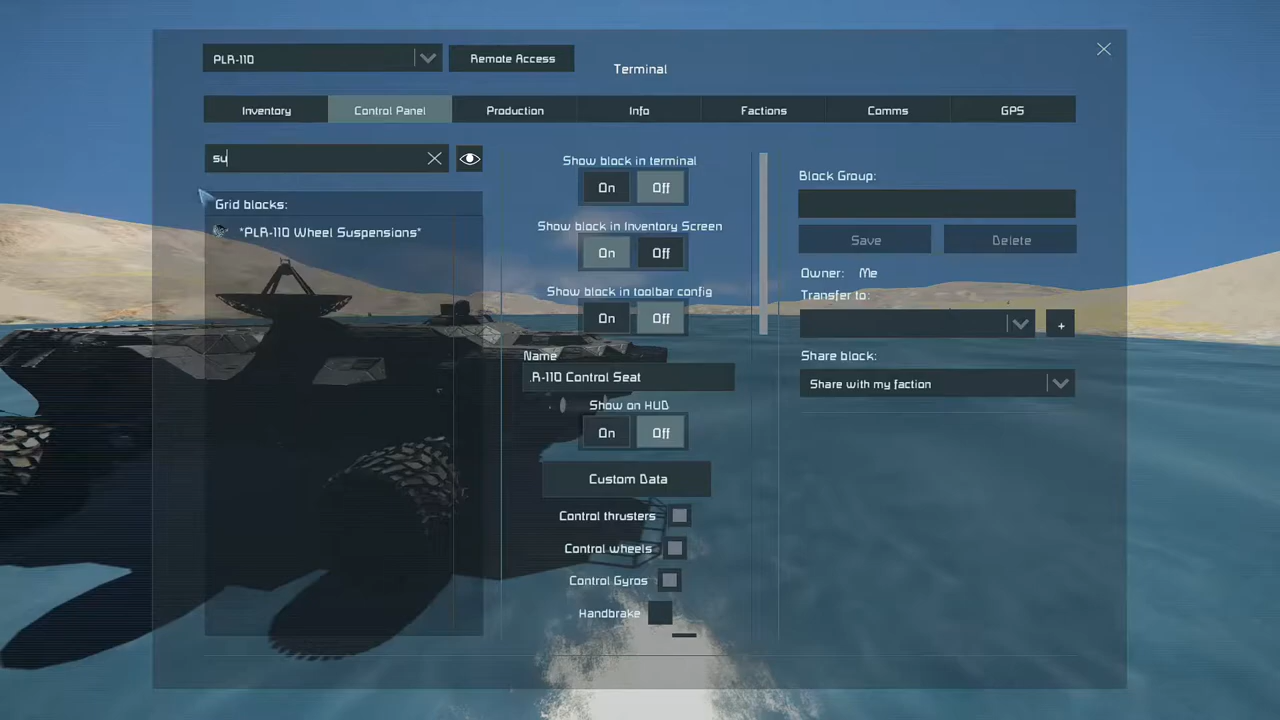 PLR-110
Remote Access
Terminal
Inventory
Control Panel
Production
Info
Factions
Comms
GPS
su
Grid blocks:
*PLR-110 Wheel Suspensions*
Show block in terminal
On
Off
Show block in Inventory Screen
On
Off
Show block in toolbar config
On
Off
Name
.R-110 Control Seat
Show on HUD
On
Off
Custom Data
Control thrusters
Control wheels
Control Gyros
Handbrake
Block Group:
Save
Delete
Owner: Me
Transfer to:
+
Share block:
Share with my faction